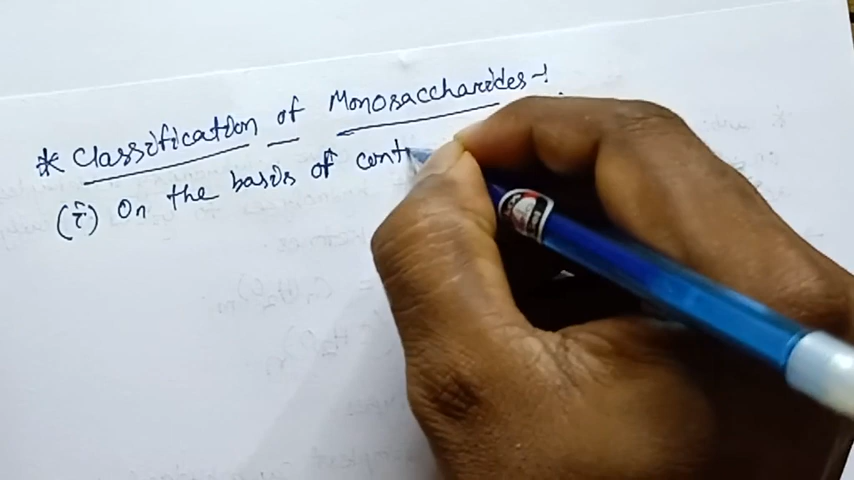 * Classification of Monosaccharides -!
(i) On the basis of cont